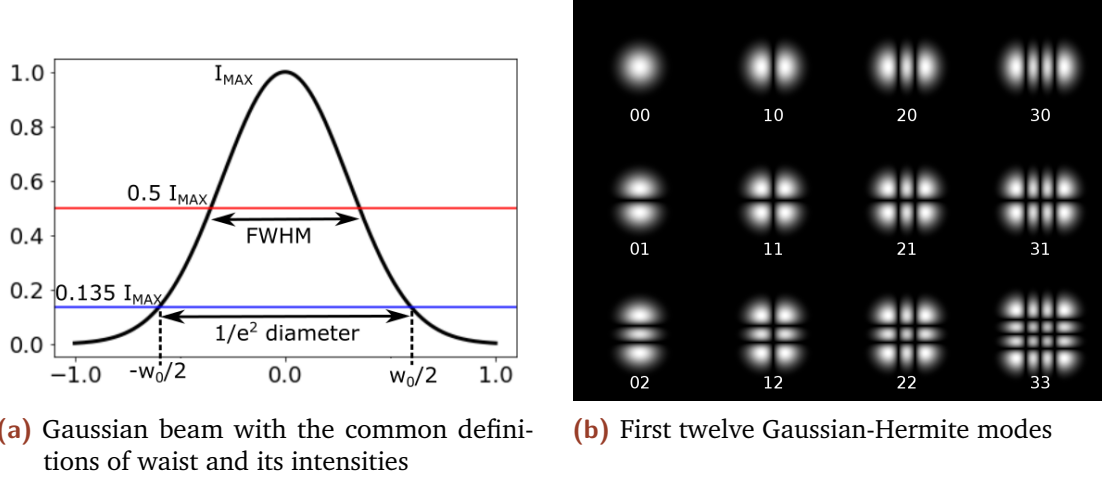 1.0
0.8
0.6
0.4
0.2
0.0
I_MAX
0.5 I_MAX
FWHM
0.135 I_MAX
1/e² diameter
-w₀/2
w₀/2
−1.0
0.0
1.0
00 10 20 30
01 11 21 31
02 12 22 33
(a) Gaussian beam with the common defini-
tions of waist and its intensities
(b) First twelve Gaussian-Hermite modes